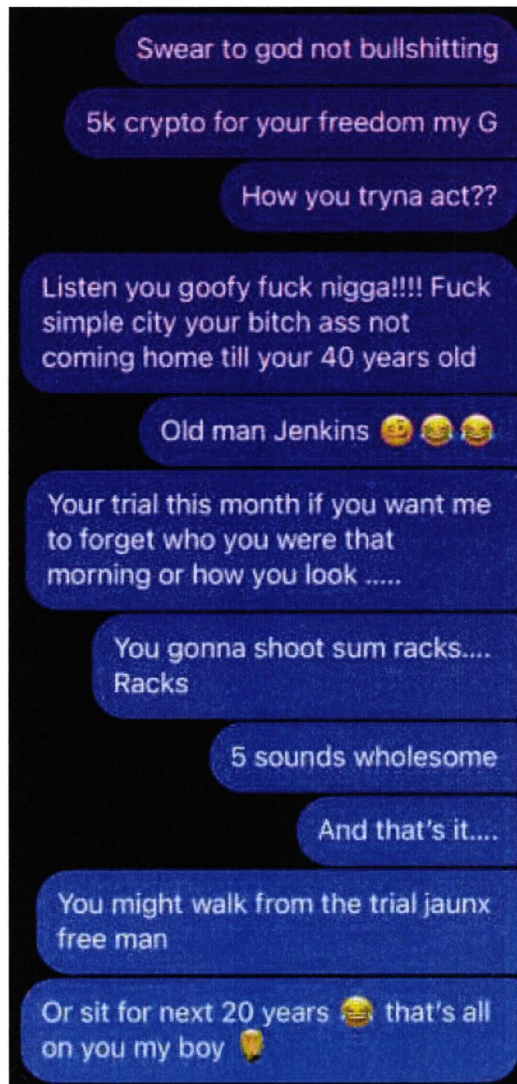 Swear to god not bullshitting
5k crypto for your freedom my G
How you tryna act??
Listen you goofy fuck nigga!!!! Fuck
simple city your bitch ass not
coming home till your 40 years old
Old man Jenkins 🥴😂😂
Your trial this month if you want me
to forget who you were that
morning or how you look .....
You gonna shoot sum racks....
Racks
5 sounds wholesome
And that's it....
You might walk from the trial jaunx
free man
Or sit for next 20 years 😂 that's all
on you my boy